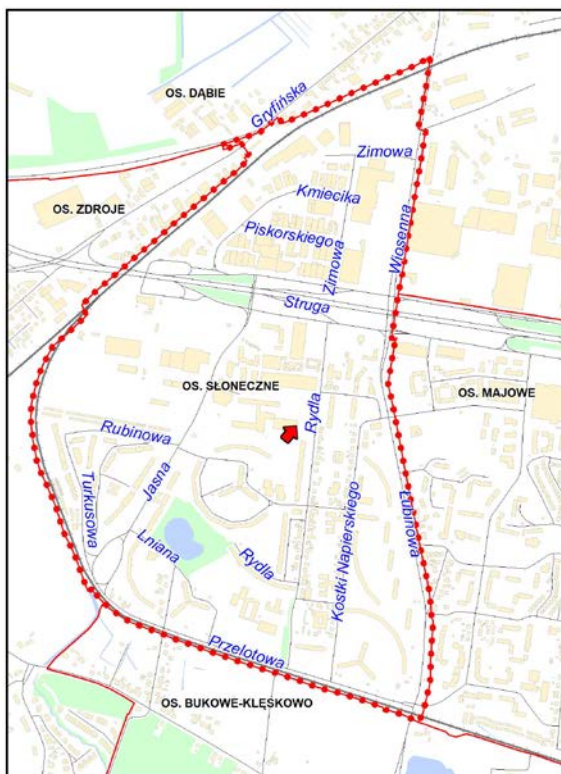 OS. DĄBIE
Gryfińska
Zimowa
Kmiecika
OS. ZDROJE
Piskorskiego
Zimowa
Wiosenna
Struga
OS. SŁONECZNE
OS. MAJOWE
Rydla
Rubinowa
Jasna
Turkusowa
Łubinowa
Kostki Napierskiego
Lniana
Rydla
Przelotowa
OS. BUKOWE-KLĘSKOWO